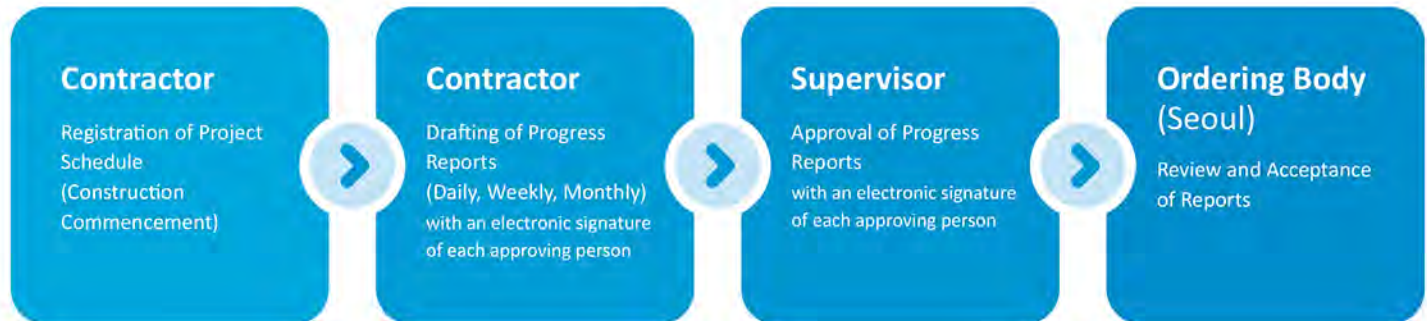 Contractor
Registration of Project
Schedule
(Construction
Commencement)
Contractor
Drafting of Progress
Reports
(Daily, Weekly, Monthly)
with an electronic signature
of each approving person
Supervisor
Approval of Progress
Reports
with an electronic signature
of each approving person
Ordering Body
(Seoul)
Review and Acceptance
of Reports